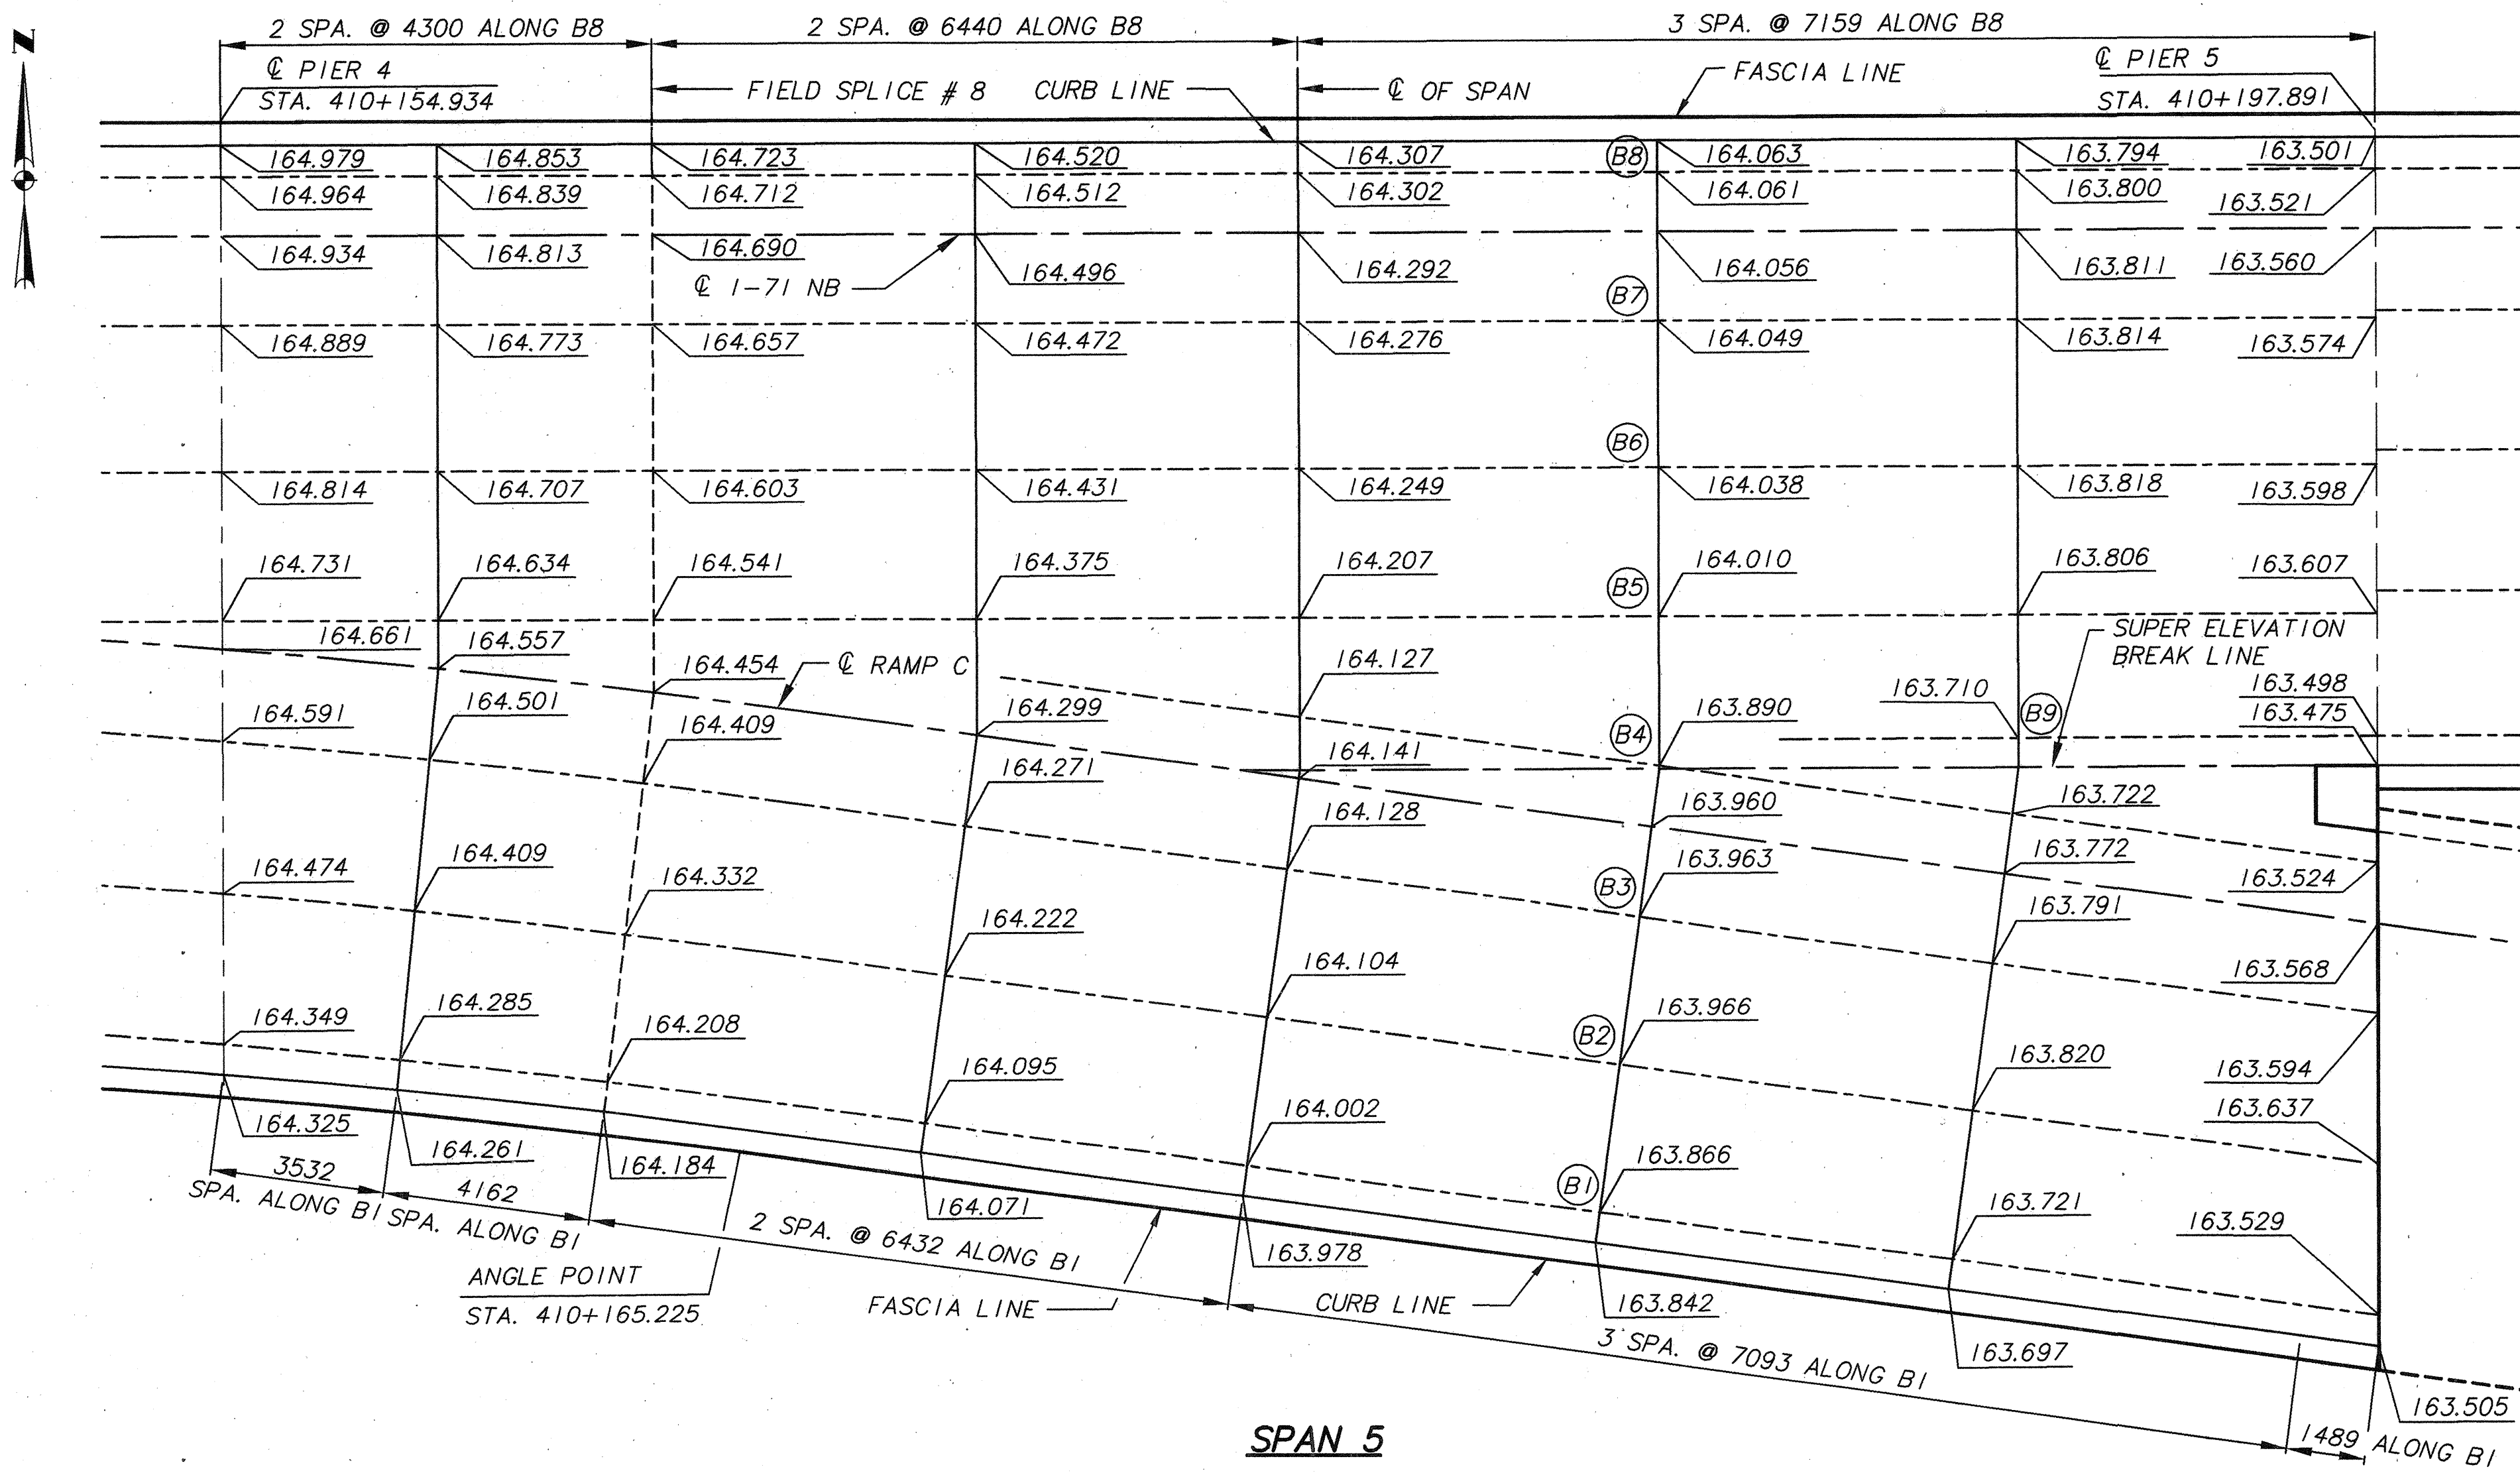 2 SPA. @ 4300 ALONG B8
2 SPA. @ 6440 ALONG B8
3 SPA. @ 7159 ALONG B8
N
℄ PIER 4
STA. 410+154.934
FIELD SPLICE # 8
CURB LINE
℄ OF SPAN
FASCIA LINE
℄ PIER 5
STA. 410+197.891
164.979
164.853
164.723
164.520
164.307
B8
164.063
163.794
163.501
164.964
164.839
164.712
164.512
164.302
164.061
163.800
163.521
164.934
164.813
164.690
164.496
164.292
164.056
163.811
163.560
℄ I-71 NB
B7
164.889
164.773
164.657
164.472
164.276
164.049
163.814
163.574
B6
164.814
164.707
164.603
164.431
164.249
164.038
163.818
163.598
164.731
164.634
164.541
164.375
164.207
B5
164.010
163.806
163.607
164.661
164.557
164.454
℄ RAMP C
164.127
SUPER ELEVATION
BREAK LINE
164.591
164.501
164.409
164.299
B4
163.890
163.710
B9
163.498
163.475
164.271
164.141
164.128
163.960
163.722
164.474
164.409
164.332
164.222
B3
163.963
163.772
163.524
163.791
164.104
163.568
164.349
164.285
164.208
164.095
B2
163.966
163.820
163.594
164.002
163.637
164.325
164.261
164.184
164.071
B1
163.866
163.721
163.529
3532
SPA. ALONG B1
4162
SPA. ALONG B1
2 SPA. @ 6432 ALONG B1
163.978
ANGLE POINT
STA. 410+165.225
FASCIA LINE
CURB LINE
163.842
163.697
3 SPA. @ 7093 ALONG B1
163.505
1489 ALONG B1
SPAN 5